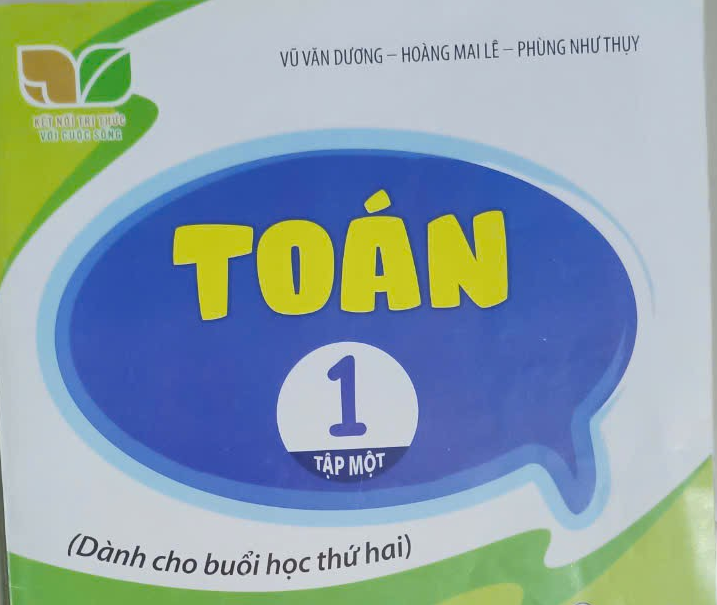 VŨ VĂN DƯƠNG – HOÀNG MAI LÊ – PHÙNG NHƯ THỤY
KẾT NỐI TRI THỨC
VỚI CUỘC SỐNG
TOÁN
1
TẬP MỘT
(Dành cho buổi học thứ hai)